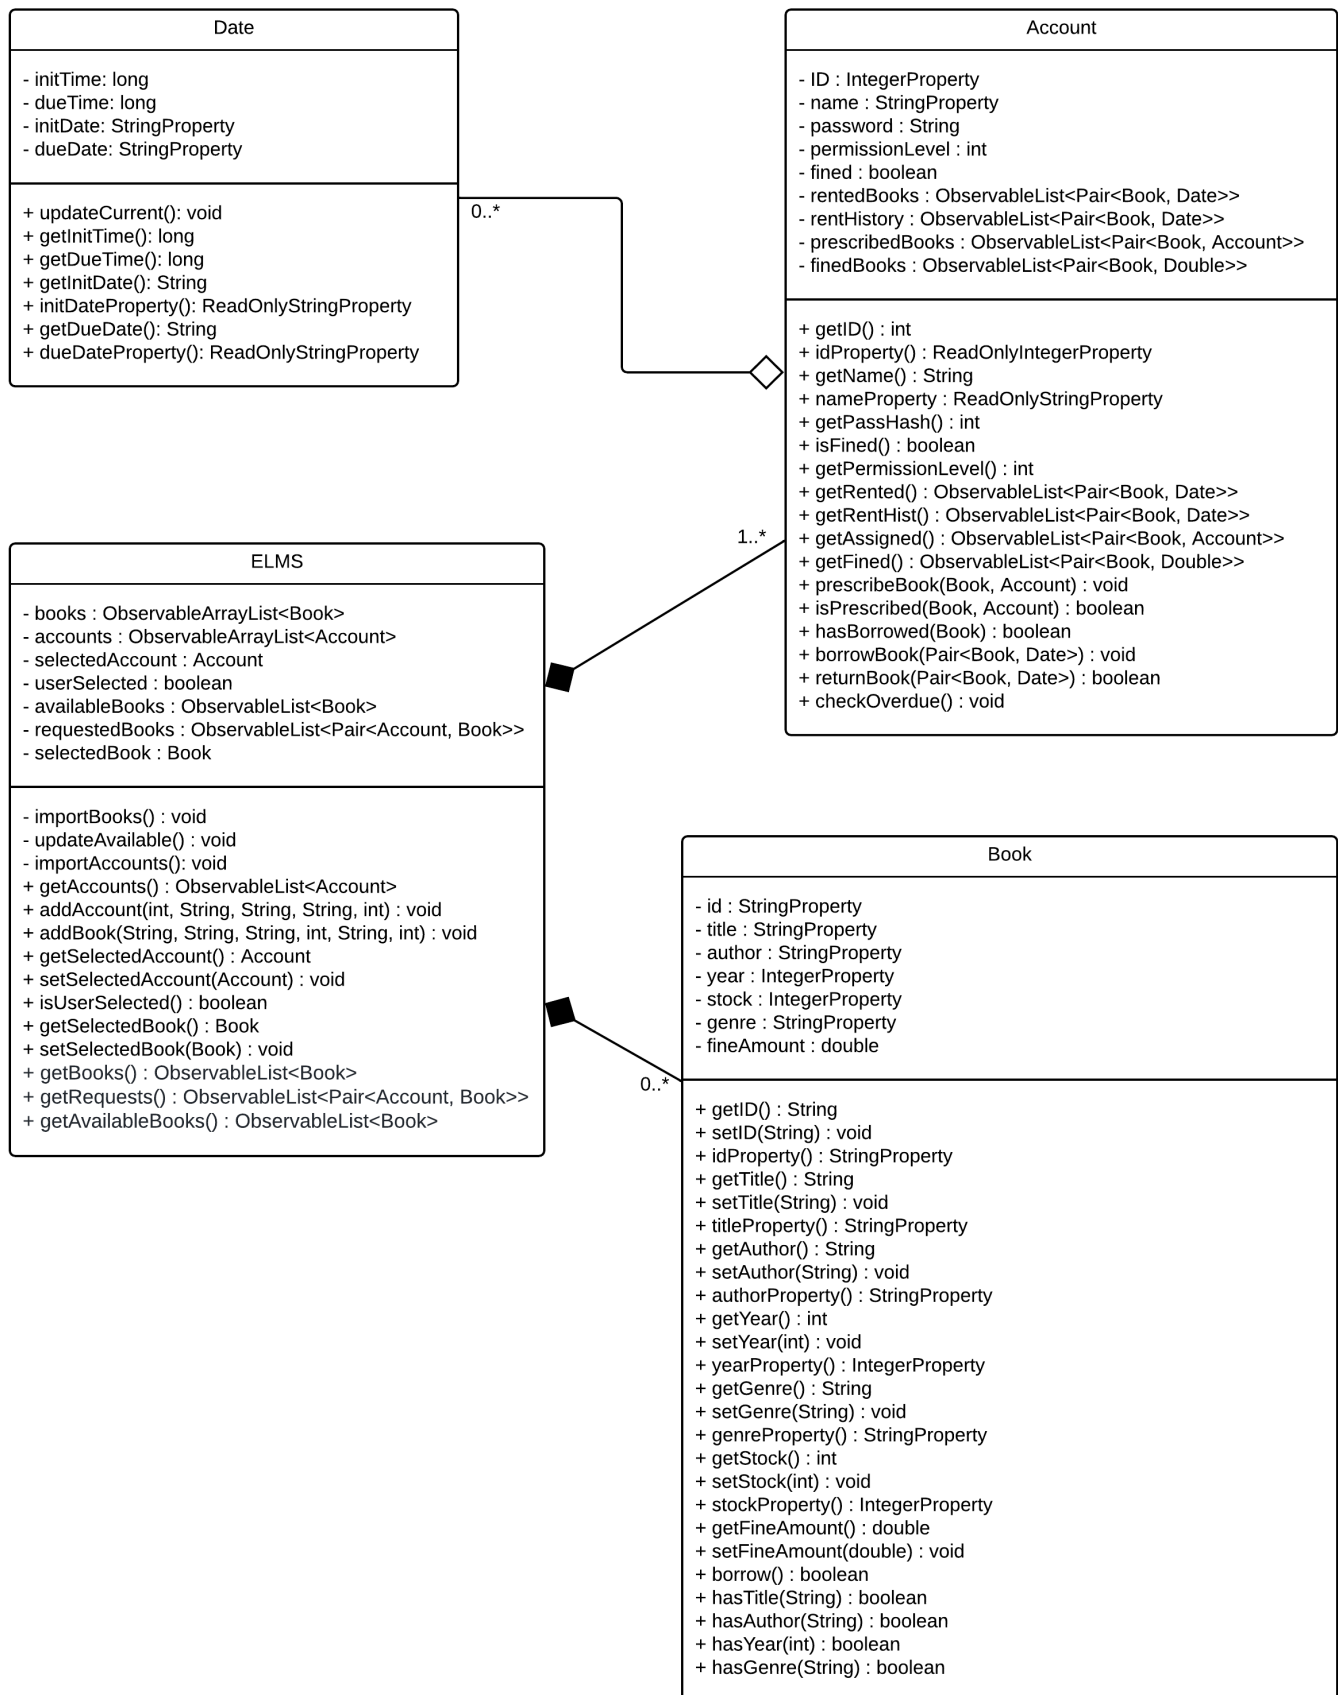 Date
- initTime: long
- dueTime: long
- initDate: StringProperty
- dueDate: StringProperty
+ updateCurrent(): void
+ getInitTime(): long
+ getDueTime(): long
+ getInitDate(): String
+ initDateProperty(): ReadOnlyStringProperty
+ getDueDate(): String
+ dueDateProperty(): ReadOnlyStringProperty
0..*
Account
- ID : IntegerProperty
- name : StringProperty
- password : String
- permissionLevel : int
- fined : boolean
- rentedBooks : ObservableList<Pair<Book, Date>>
- rentHistory : ObservableList<Pair<Book, Date>>
- prescribedBooks : ObservableList<Pair<Book, Account>>
- finedBooks : ObservableList<Pair<Book, Double>>
+ getID() : int
+ idProperty() : ReadOnlyIntegerProperty
+ getName() : String
+ nameProperty : ReadOnlyStringProperty
+ getPassHash() : int
+ isFined() : boolean
+ getPermissionLevel() : int
+ getRented() : ObservableList<Pair<Book, Date>>
+ getRentHist() : ObservableList<Pair<Book, Date>>
+ getAssigned() : ObservableList<Pair<Book, Account>>
+ getFined() : ObservableList<Pair<Book, Double>>
+ prescribeBook(Book, Account) : void
+ isPrescribed(Book, Account) : boolean
+ hasBorrowed(Book) : boolean
+ borrowBook(Pair<Book, Date>) : void
+ returnBook(Pair<Book, Date>) : boolean
+ checkOverdue() : void
1..*
ELMS
- books : ObservableArrayList<Book>
- accounts : ObservableArrayList<Account>
- selectedAccount : Account
- userSelected : boolean
- availableBooks : ObservableList<Book>
- requestedBooks : ObservableList<Pair<Account, Book>>
- selectedBook : Book
- importBooks() : void
- updateAvailable() : void
- importAccounts(): void
+ getAccounts() : ObservableList<Account>
+ addAccount(int, String, String, String, int) : void
+ addBook(String, String, String, int, String, int) : void
+ getSelectedAccount() : Account
+ setSelectedAccount(Account) : void
+ isUserSelected() : boolean
+ getSelectedBook() : Book
+ setSelectedBook(Book) : void
+ getBooks() : ObservableList<Book>
+ getRequests() : ObservableList<Pair<Account, Book>>
+ getAvailableBooks() : ObservableList<Book>
0..*
Book
- id : StringProperty
- title : StringProperty
- author : StringProperty
- year : IntegerProperty
- stock : IntegerProperty
- genre : StringProperty
- fineAmount : double
+ getID() : String
+ setID(String) : void
+ idProperty() : StringProperty
+ getTitle() : String
+ setTitle(String) : void
+ titleProperty() : StringProperty
+ getAuthor() : String
+ setAuthor(String) : void
+ authorProperty() : StringProperty
+ getYear() : int
+ setYear(int) : void
+ yearProperty() : IntegerProperty
+ getGenre() : String
+ setGenre(String) : void
+ genreProperty() : StringProperty
+ getStock() : int
+ setStock(int) : void
+ stockProperty() : IntegerProperty
+ getFineAmount() : double
+ setFineAmount(double) : void
+ borrow() : boolean
+ hasTitle(String) : boolean
+ hasAuthor(String) : boolean
+ hasYear(int) : boolean
+ hasGenre(String) : boolean